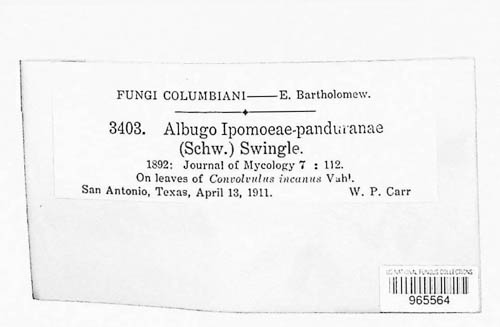 FUNGI COLUMBIANI—E. Bartholomew.
3403. Albugo Ipomoeae-panduranae
(Schw.) Swingle.
1892: Journal of Mycology 7 : 112.
On leaves of Convolvulus incanus Vahl.
San Antonio, Texas, April 13, 1911. W. P. Carr
US NATIONAL FUNGUS COLLECTIONS
965564